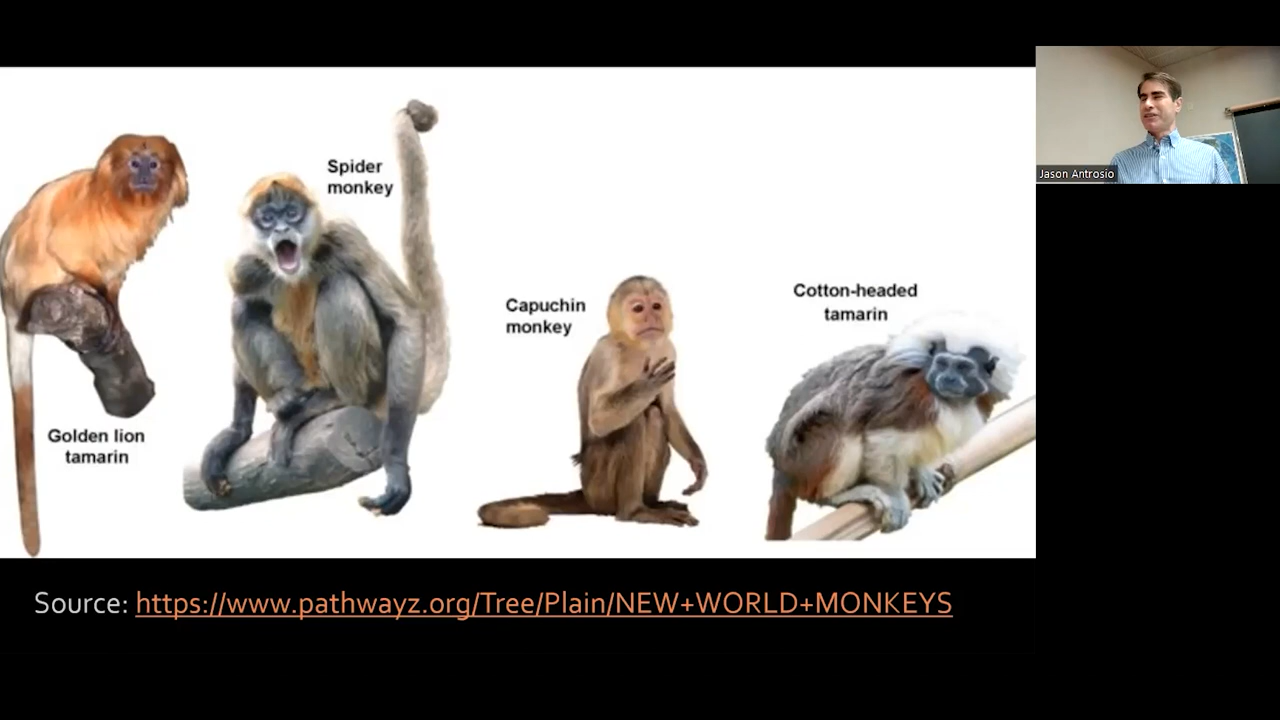 Spider
monkey
Jason Antrosio
Capuchin
monkey
Cotton-headed
tamarin
Golden lion
tamarin
Source: https://www.pathwayz.org/Tree/Plain/NEW+WORLD+MONKEYS